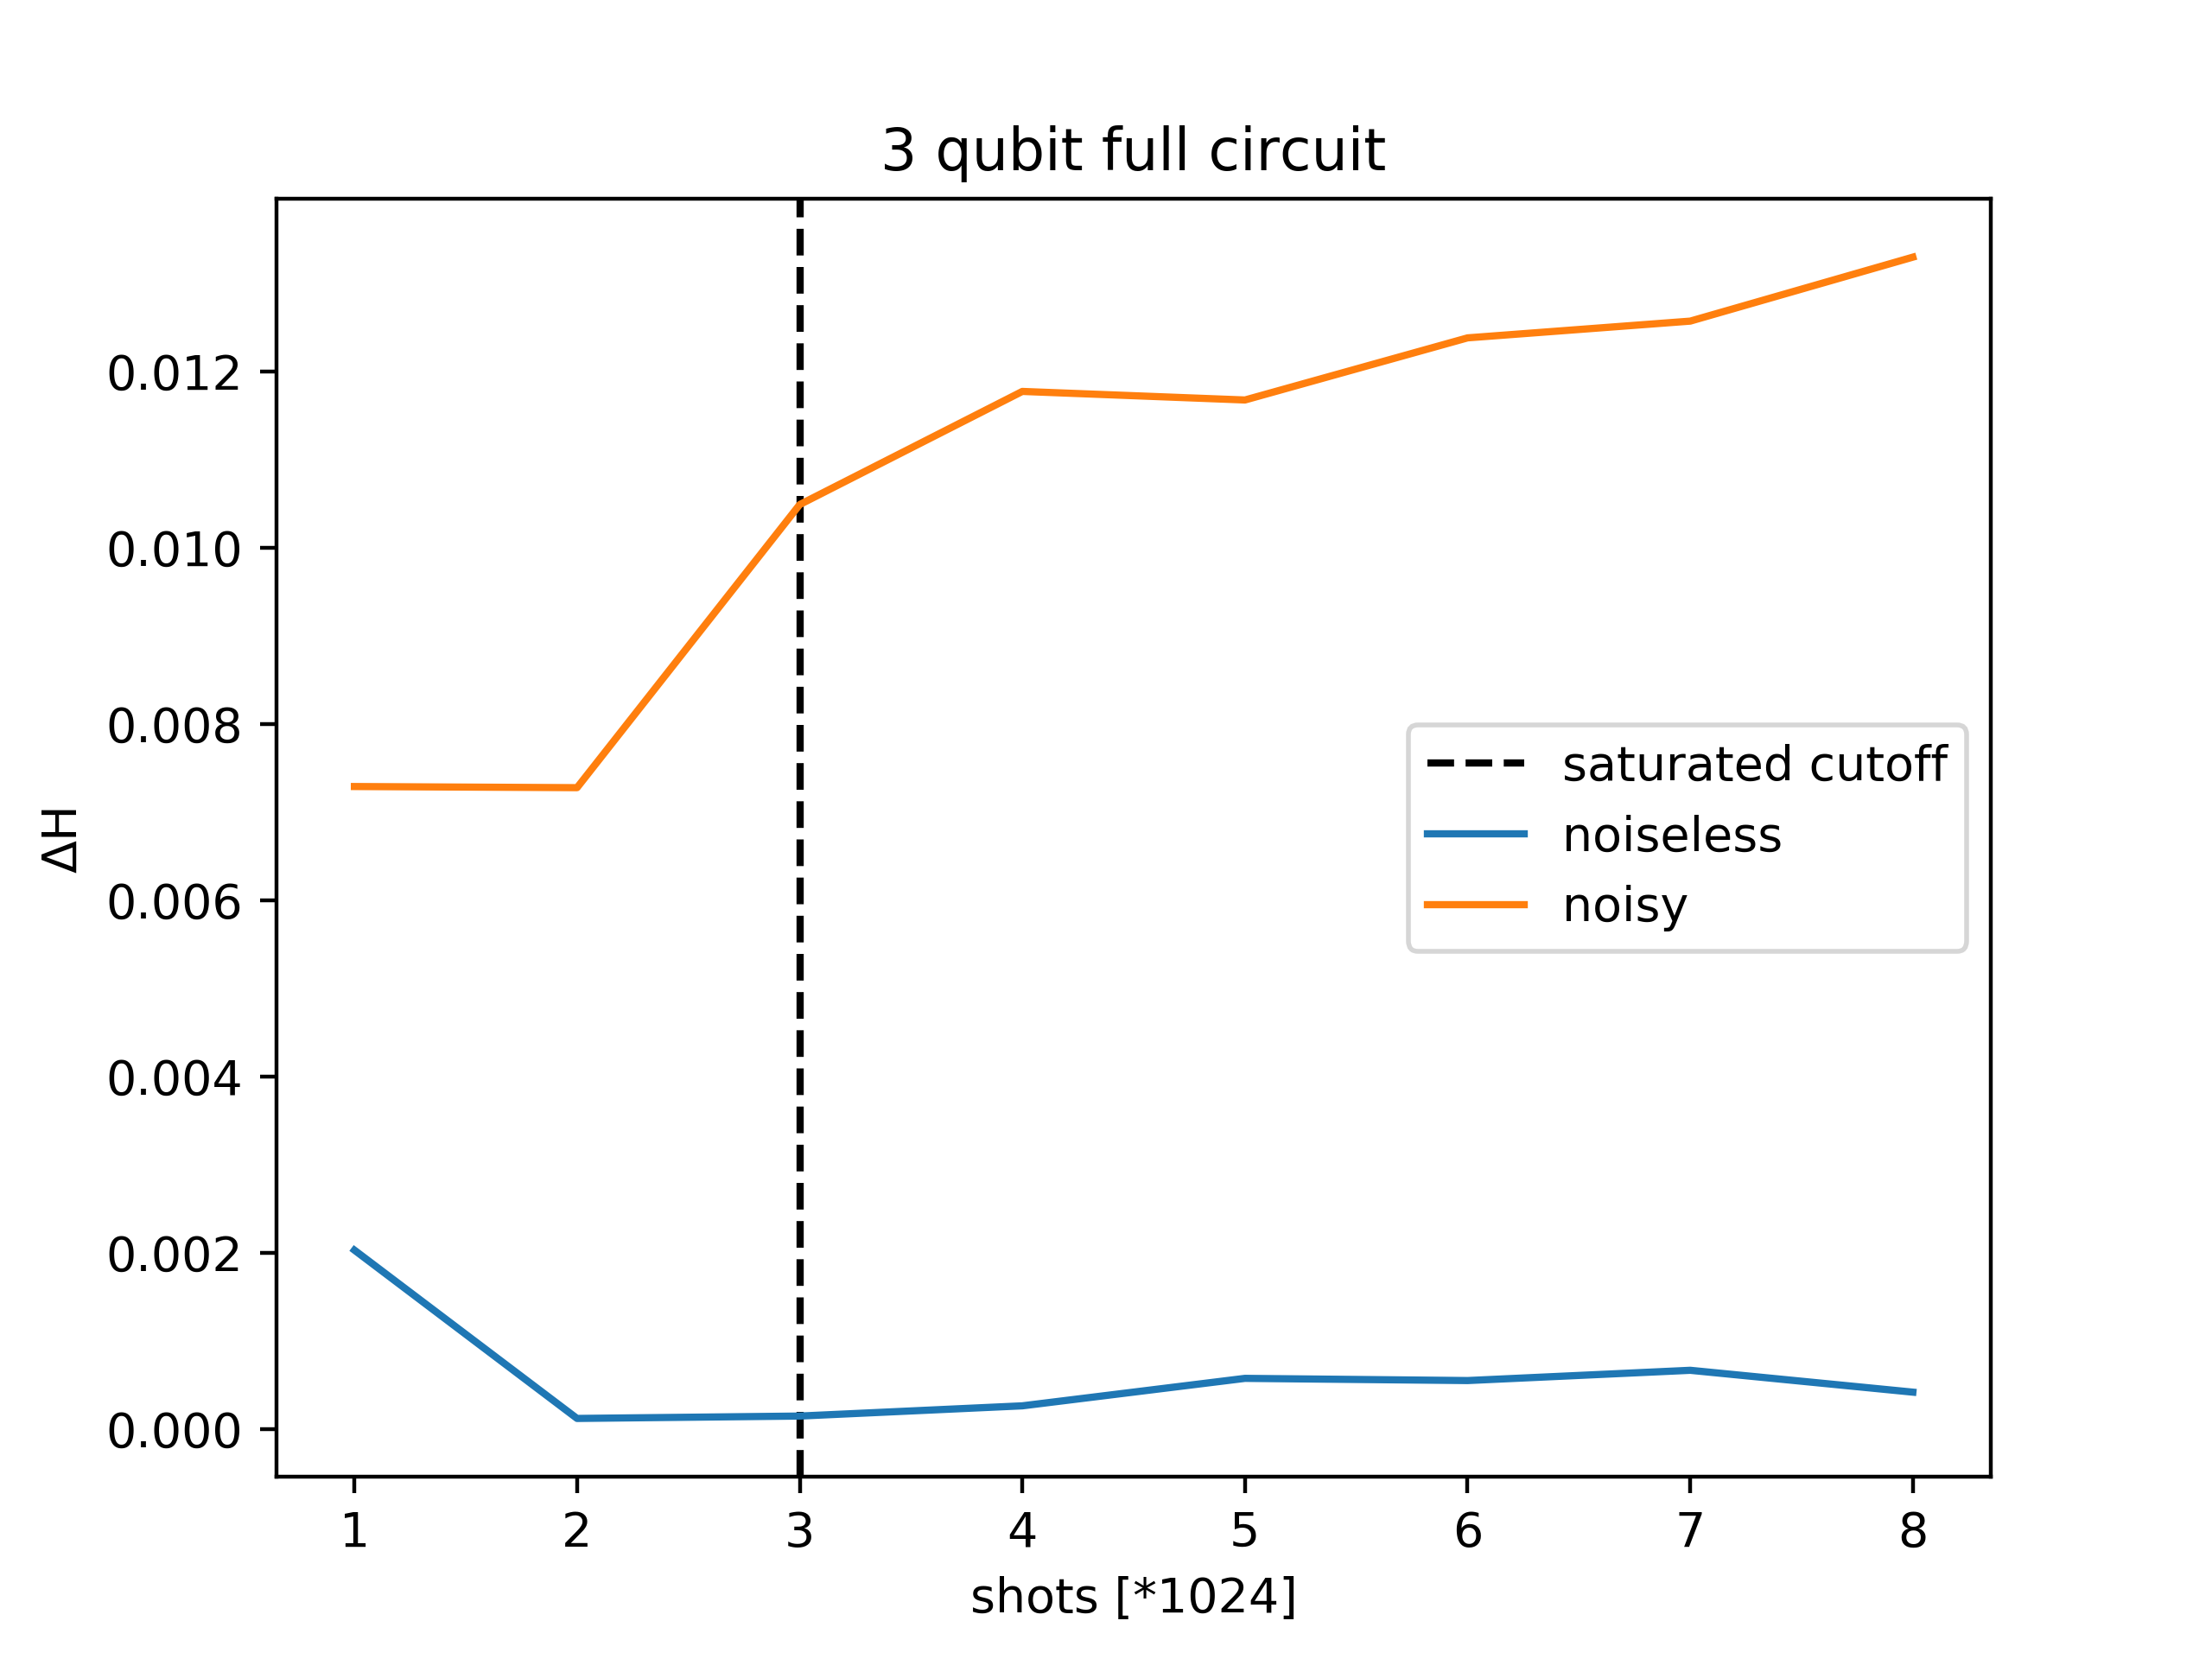 3 qubit full circuit
0.012
0.010
0.008
0.006
0.004
0.002
0.000
ΔH
saturated cutoff
noiseless
noisy
1 2 3 4 5 6 7 8
shots [*1024]